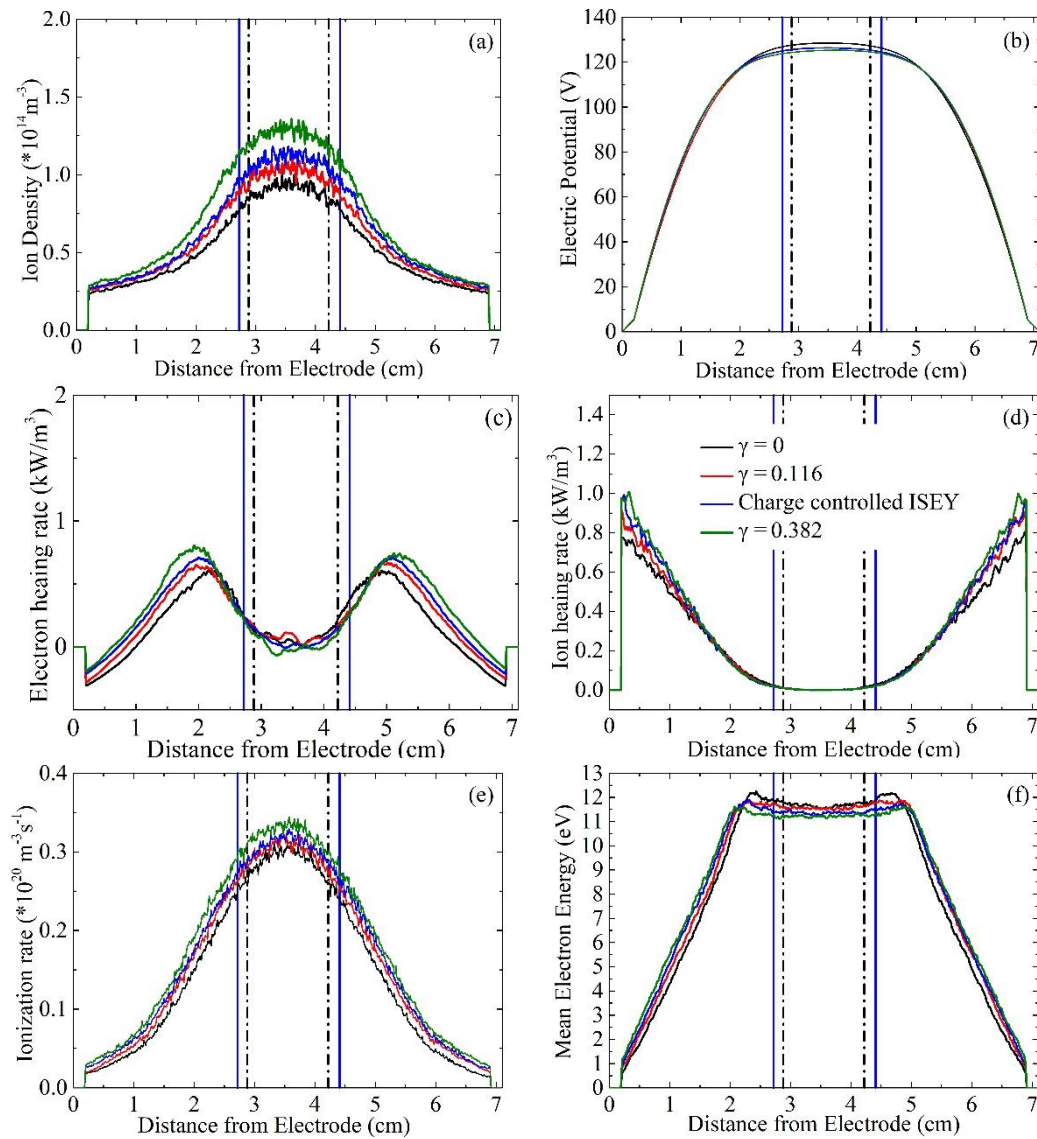 (a)
2.0
1.5
1.0
0.5
0.0
Ion Density (*10¹⁴m⁻³)
0 1 2 3 4 5 6 7
Distance from Electrode (cm)
(b)
140
120
100
80
60
40
20
0
Electric Potential (V)
0 1 2 3 4 5 6 7
Distance from Electrode (cm)
(c)
2
1
0
Electron heaing rate (kW/m³)
0 1 2 3 4 5 6 7
Distance from Electrode (cm)
(d)
1.4
1.2
1.0
0.8
0.6
0.4
0.2
0.0
Ion heaing rate (kW/m³)
γ = 0
γ = 0.116
Charge controlled ISEY
γ = 0.382
0 1 2 3 4 5 6 7
Distance from Electrode (cm)
(e)
0.4
0.3
0.2
0.1
0.0
Ionization rate (*10²⁰ m⁻³ s⁻¹)
0 1 2 3 4 5 6 7
Distance from Electrode (cm)
(f)
13
12
11
10
9
8
7
6
5
4
3
2
1
0
Mean Electron Energy (eV)
0 1 2 3 4 5 6 7
Distance from Electrode (cm)